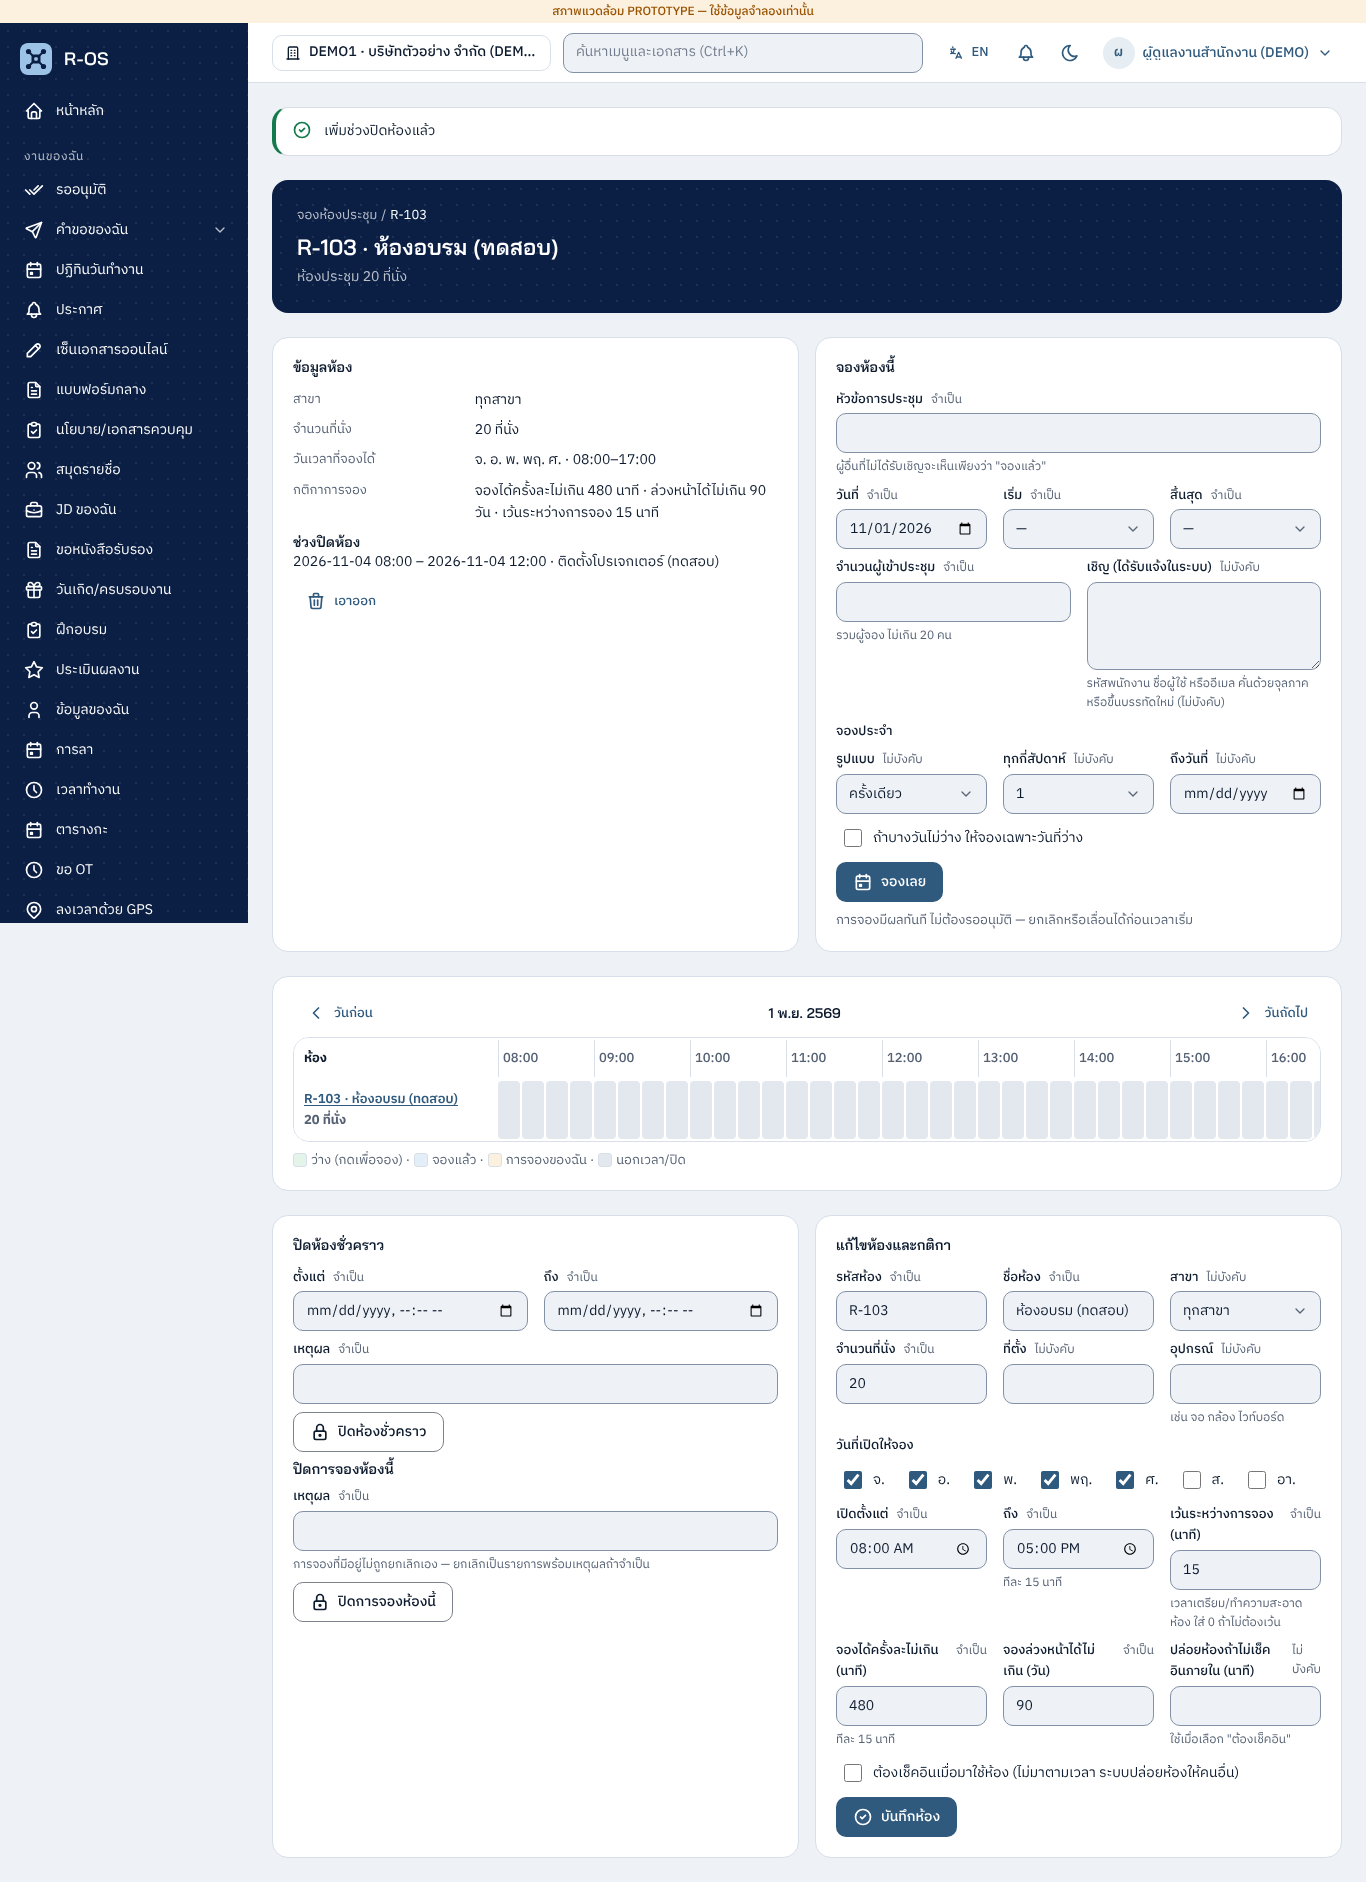 สภาพแวดล้อม PROTOTYPE — ใช้ข้อมูลจำลองเท่านั้น
R-OS
DEMO1 · บริษัทตัวอย่าง จำกัด (DEM...
ค้นหาเมนูและเอกสาร (Ctrl+K)
EN
ผ
ผู้ดูแลงานสำนักงาน (DEMO)
หน้าหลัก
งานของฉัน
รออนุมัติ
คำขอของฉัน
ปฏิทินวันทำงาน
ประกาศ
เซ็นเอกสารออนไลน์
แบบฟอร์มกลาง
นโยบาย/เอกสารควบคุม
สมุดรายชื่อ
JD ของฉัน
ขอหนังสือรับรอง
วันเกิด/ครบรอบงาน
ฝึกอบรม
ประเมินผลงาน
ข้อมูลของฉัน
การลา
เวลาทำงาน
ตารางกะ
ขอ OT
ลงเวลาด้วย GPS
เพิ่มช่วงปิดห้องแล้ว
จองห้องประชุม / R-103
R-103 · ห้องอบรม (ทดสอบ)
ห้องประชุม 20 ที่นั่ง
ข้อมูลห้อง
สาขา ทุกสาขา
จำนวนที่นั่ง 20 ที่นั่ง
วันเวลาที่จองได้ จ. อ. พ. พฤ. ศ. · 08:00–17:00
กติกาการจอง จองได้ครั้งละไม่เกิน 480 นาที · ล่วงหน้าได้ไม่เกิน 90
วัน · เว้นระหว่างการจอง 15 นาที
ช่วงปิดห้อง
2026-11-04 08:00 – 2026-11-04 12:00 · ติดตั้งโปรเจกเตอร์ (ทดสอบ)
เอาออก
จองห้องนี้
หัวข้อการประชุม จำเป็น
ผู้อื่นที่ไม่ได้รับเชิญจะเห็นเพียงว่า "จองแล้ว"
วันที่ จำเป็น เริ่ม จำเป็น สิ้นสุด จำเป็น
11/01/2026 — —
จำนวนผู้เข้าประชุม จำเป็น เชิญ (ได้รับแจ้งในระบบ) ไม่บังคับ
รวมผู้จอง ไม่เกิน 20 คน
รหัสพนักงาน ชื่อผู้ใช้ หรืออีเมล คั่นด้วยจุลภาค
หรือขึ้นบรรทัดใหม่ (ไม่บังคับ)
จองประจำ
รูปแบบ ไม่บังคับ ทุกกี่สัปดาห์ ไม่บังคับ ถึงวันที่ ไม่บังคับ
ครั้งเดียว 1 mm/dd/yyyy
ถ้าบางวันไม่ว่าง ให้จองเฉพาะวันที่ว่าง
จองเลย
การจองมีผลทันที ไม่ต้องรออนุมัติ — ยกเลิกหรือเลื่อนได้ก่อนเวลาเริ่ม
วันก่อน 1 พ.ย. 2569 วันถัดไป
ห้อง 08:00 09:00 10:00 11:00 12:00 13:00 14:00 15:00 16:00
R-103 · ห้องอบรม (ทดสอบ)
20 ที่นั่ง
ว่าง (กดเพื่อจอง) · จองแล้ว · การจองของฉัน · นอกเวลา/ปิด
ปิดห้องชั่วคราว
ตั้งแต่ จำเป็น ถึง จำเป็น
mm/dd/yyyy, --:-- -- mm/dd/yyyy, --:-- --
เหตุผล จำเป็น
ปิดห้องชั่วคราว
ปิดการจองห้องนี้
เหตุผล จำเป็น
การจองที่มีอยู่ไม่ถูกยกเลิกเอง — ยกเลิกเป็นรายการพร้อมเหตุผลถ้าจำเป็น
ปิดการจองห้องนี้
แก้ไขห้องและกติกา
รหัสห้อง จำเป็น ชื่อห้อง จำเป็น สาขา ไม่บังคับ
R-103 ห้องอบรม (ทดสอบ) ทุกสาขา
จำนวนที่นั่ง จำเป็น ที่ตั้ง ไม่บังคับ อุปกรณ์ ไม่บังคับ
20
เช่น จอ กล้อง ไวท์บอร์ด
วันที่เปิดให้จอง
จ. อ. พ. พฤ. ศ. ส. อา.
เปิดตั้งแต่ จำเป็น ถึง จำเป็น เว้นระหว่างการจอง (นาที) จำเป็น
08:00 AM 05:00 PM 15
ทีละ 15 นาที
เวลาเตรียม/ทำความสะอาด
ห้อง ใส่ 0 ถ้าไม่ต้องเว้น
จองได้ครั้งละไม่เกิน (นาที) จำเป็น จองล่วงหน้าได้ไม่เกิน (วัน) จำเป็น ปล่อยห้องถ้าไม่เช็คอินภายใน (นาที) ไม่บังคับ
480 90
ทีละ 15 นาที ใช้เมื่อเลือก "ต้องเช็คอิน"
ต้องเช็คอินเมื่อมาใช้ห้อง (ไม่มาตามเวลา ระบบปล่อยห้องให้คนอื่น)
บันทึกห้อง